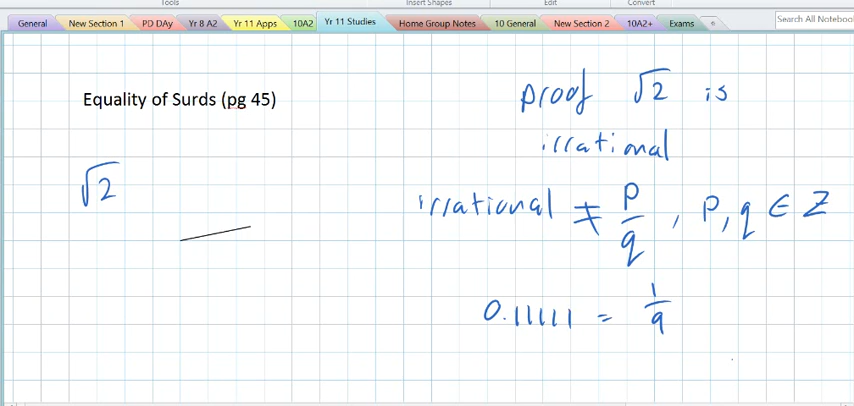 Tools Insert Shapes Edit Convert
General New Section 1 PD DAy Yr 8 A2 Yr 11 Apps 10A2 Yr 11 Studies Home Group Notes 10 General New Section 2 10A2+ Exams
Search All Notebook
Equality of Surds (pg 45)
√2
Proof √2 is
irrational
irrational ≠ p/q, p, q ∈ Z
0.11111 = 1/9